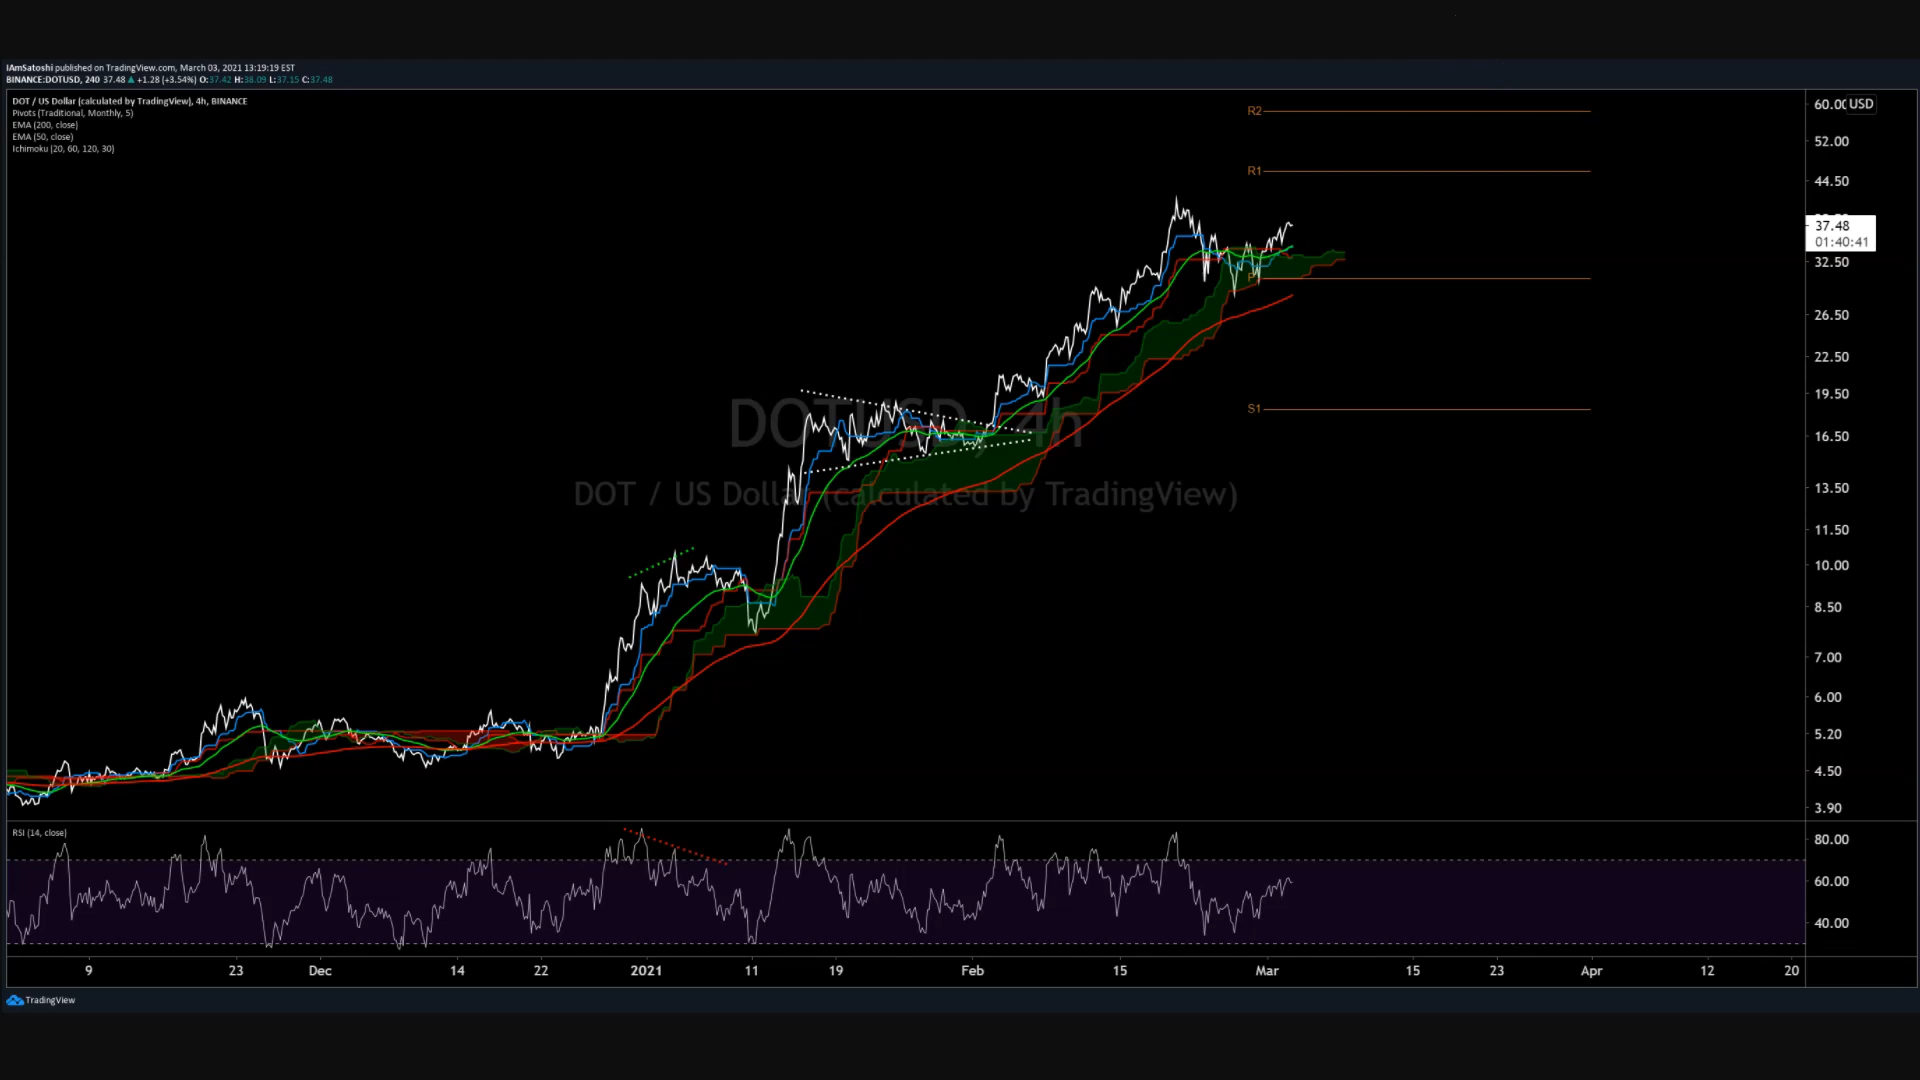 IAmSatoshi published on TradingView.com, March 03, 2021 13:19:19 EST
BINANCE:DOTUSD, 240 37.48 ▲ +1.28 (+3.54%) O:37.42 H:38.09 L:37.15 C:37.48
DOT / US Dollar (calculated by TradingView), 4h, BINANCE
Pivots (Traditional, Monthly, 5)
EMA (200, close)
EMA (50, close)
Ichimoku (20, 60, 120, 30)
R2
R1
P
S1
DOTUSD, 4h
DOT / US Dollar (calculated by TradingView)
60.00 USD
52.00
44.50
37.48
01:40:41
32.50
26.50
22.50
19.50
16.50
13.50
11.50
10.00
8.50
7.00
6.00
5.20
4.50
3.90
RSI (14, close)
80.00
60.00
40.00
9 23 Dec 14 22 2021 11 19 Feb 15 Mar 15 23 Apr 12 20
TradingView